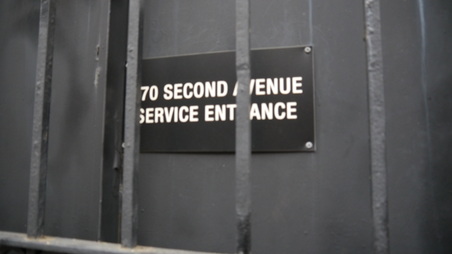 70 SECOND AVENUE
SERVICE ENTRANCE